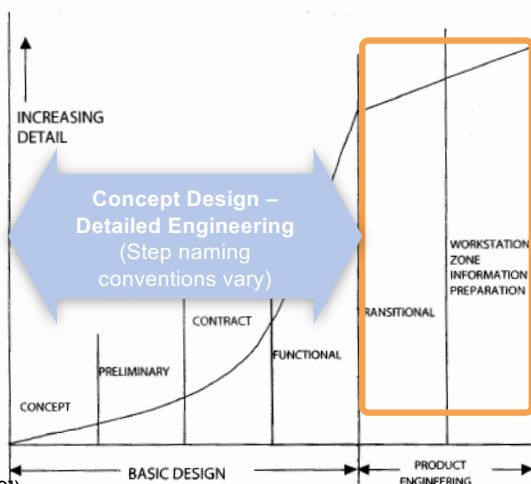 INCREASING
DETAIL
Concept Design –
Detailed Engineering
(Step naming
conventions vary)
WORKSTATION
ZONE
INFORMATION
PREPARATION
RANSITIONAL
CONTRACT
FUNCTIONAL
PRELIMINARY
CONCEPT
BASIC DESIGN
PRODUCT
ENGINEERING